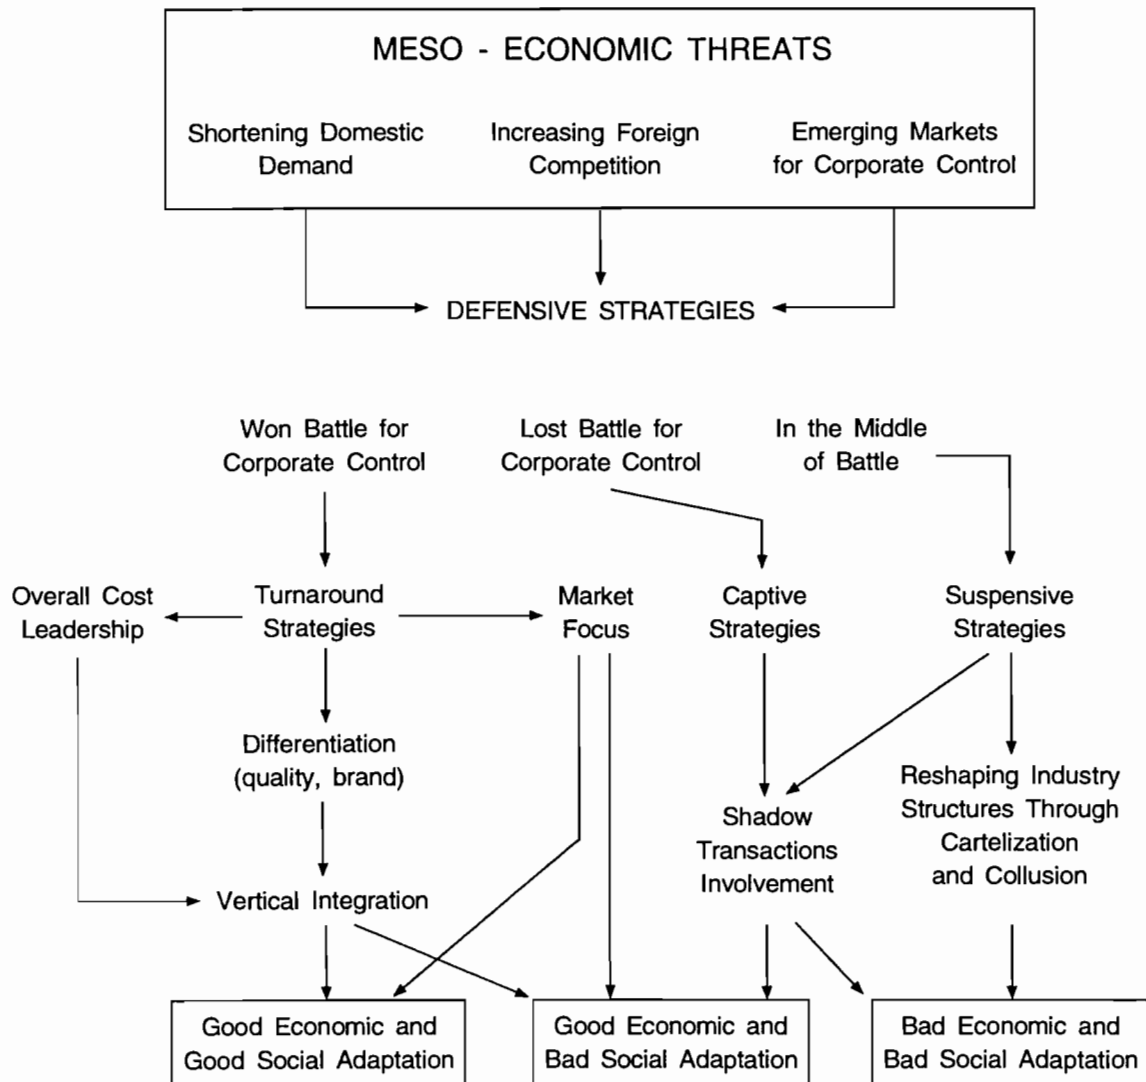 MESO - ECONOMIC THREATS
Shortening Domestic
Demand
Increasing Foreign
Competition
Emerging Markets
for Corporate Control
DEFENSIVE STRATEGIES
Won Battle for
Corporate Control
Lost Battle for
Corporate Control
In the Middle
of Battle
Overall Cost
Leadership
Turnaround
Strategies
Market
Focus
Captive
Strategies
Suspensive
Strategies
Differentiation
(quality, brand)
Reshaping Industry
Structures Through
Cartelization
and Collusion
Shadow
Transactions
Involvement
Vertical Integration
Good Economic and
Good Social Adaptation
Good Economic and
Bad Social Adaptation
Bad Economic and
Bad Social Adaptation